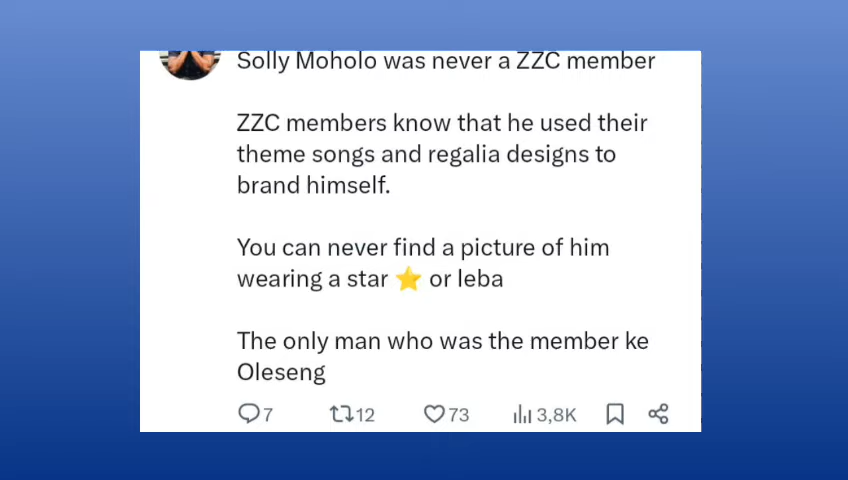 Solly Moholo was never a ZZC member
ZZC members know that he used their
theme songs and regalia designs to
brand himself.
You can never find a picture of him
wearing a star ⭐ or leba
The only man who was the member ke
Oleseng
7 12 73 3,8K